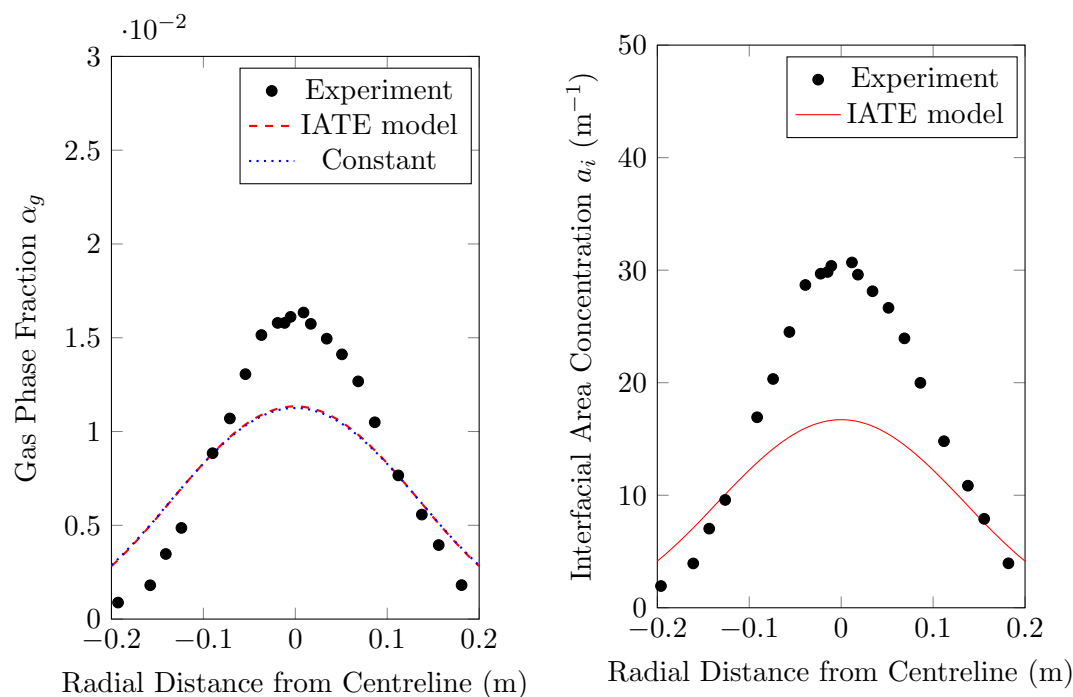 ·10⁻²
3
2.5
2
1.5
1
0.5
0
−0.2
−0.1
0
0.1
0.2
Gas Phase Fraction α_g
Radial Distance from Centreline (m)
Experiment
IATE model
Constant
50
40
30
20
10
0
−0.2
−0.1
0
0.1
0.2
Interfacial Area Concentration a_i (m⁻¹)
Radial Distance from Centreline (m)
Experiment
IATE model